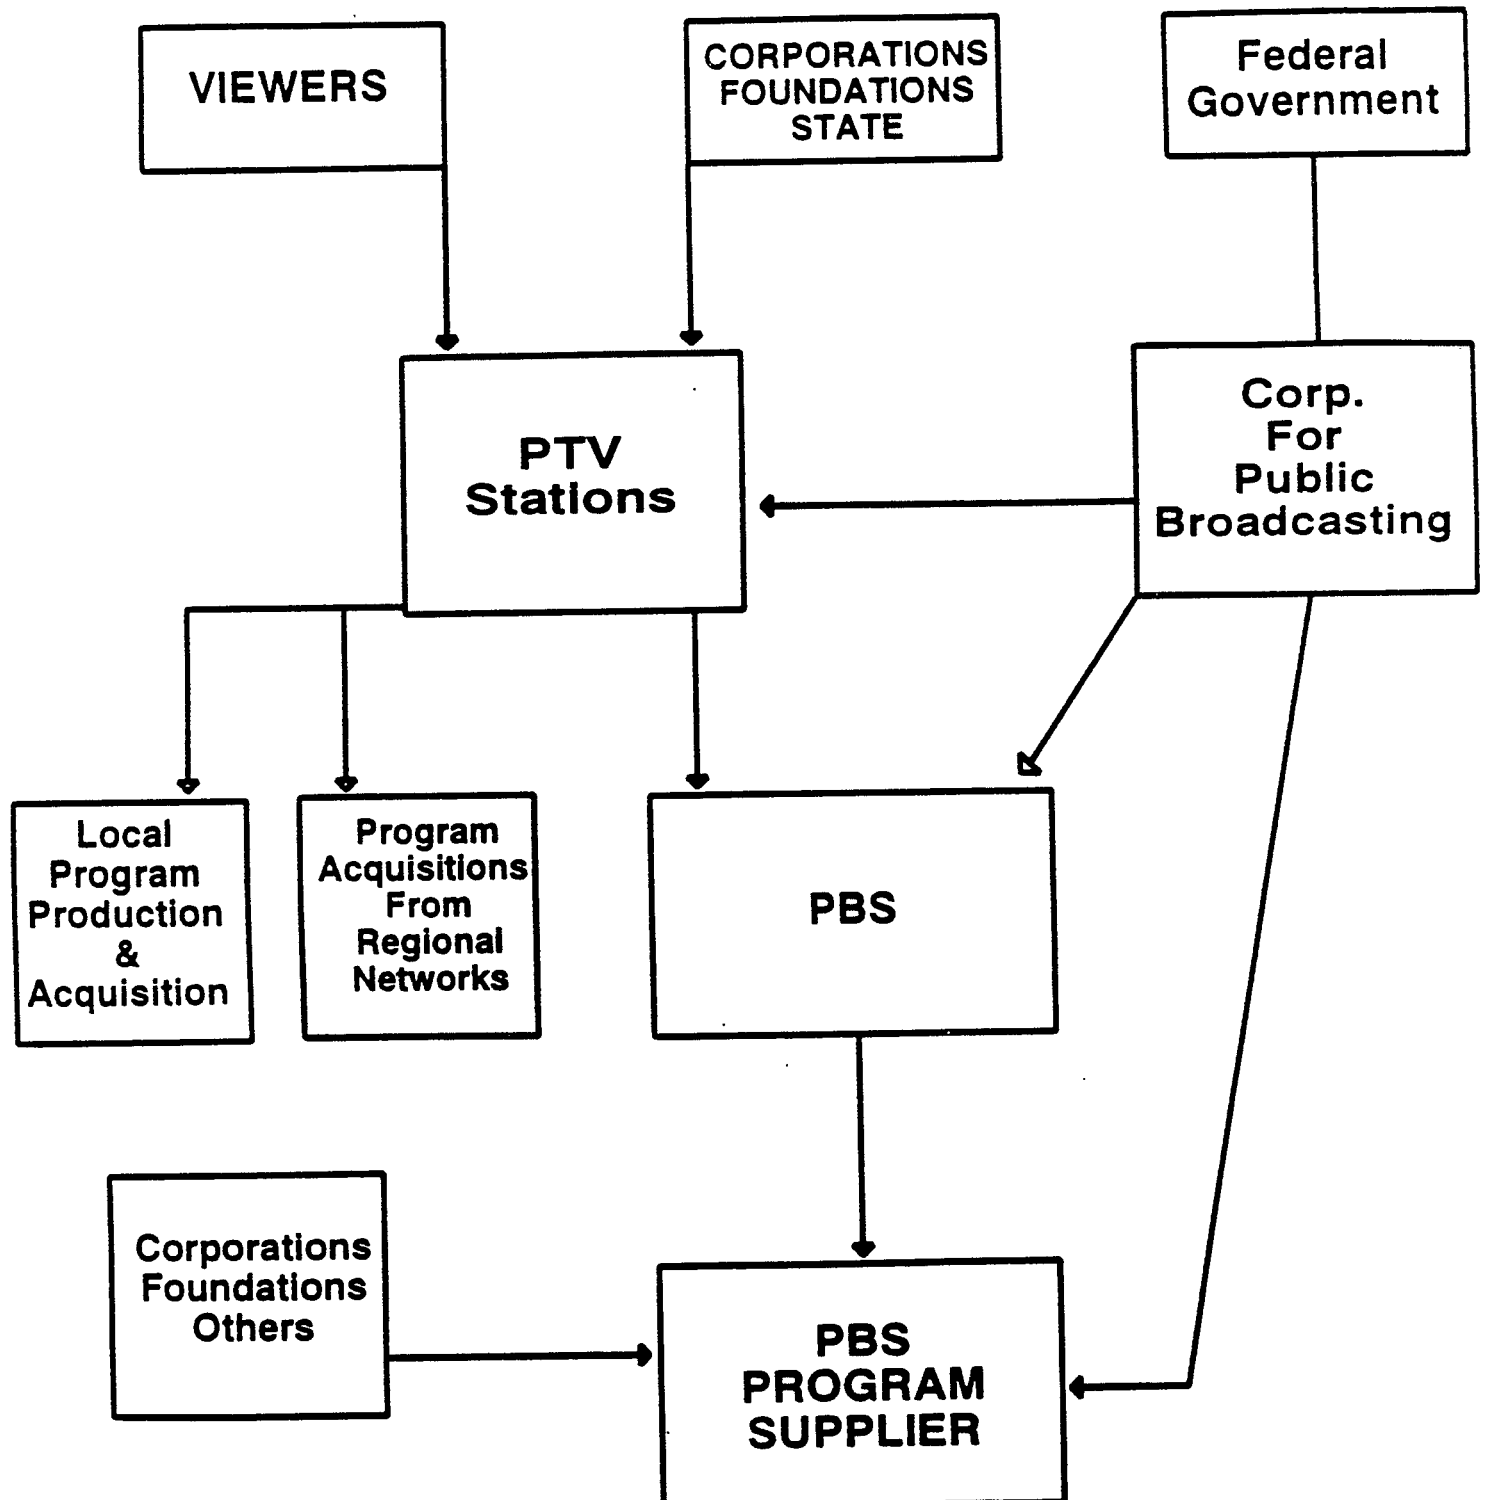 VIEWERS
CORPORATIONS
FOUNDATIONS
STATE
Federal
Government
PTV
Stations
Corp.
For
Public
Broadcasting
Local
Program
Production
&
Acquisition
Program
Acquisitions
From
Regional
Networks
PBS
Corporations
Foundations
Others
PBS
PROGRAM
SUPPLIER